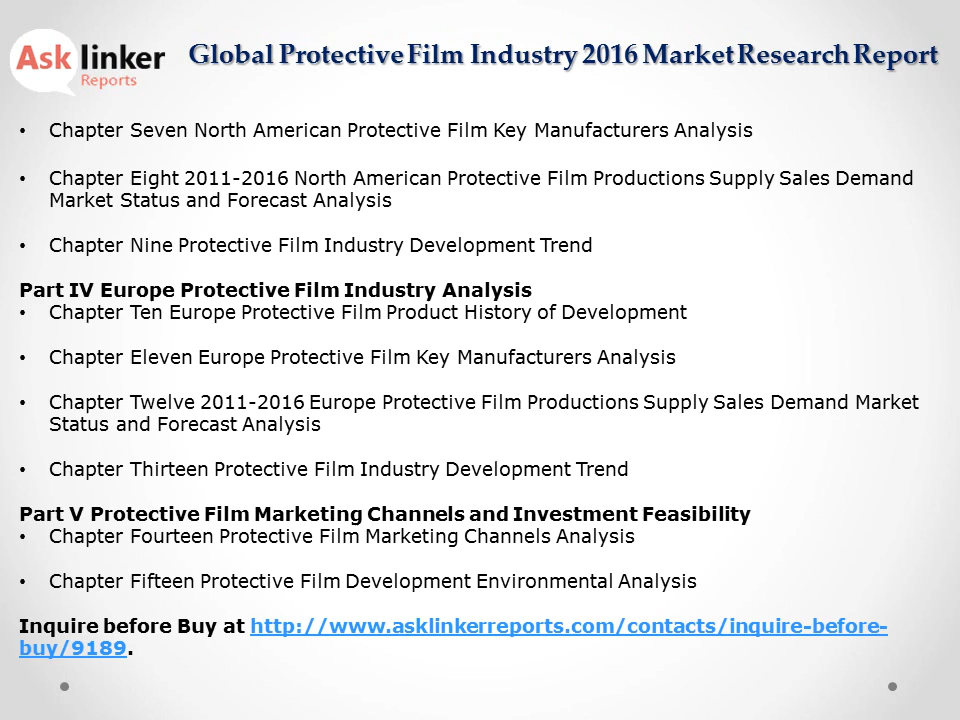 Ask linker
Reports
Global Protective Film Industry 2016 Market Research Report
• Chapter Seven North American Protective Film Key Manufacturers Analysis
• Chapter Eight 2011-2016 North American Protective Film Productions Supply Sales Demand
Market Status and Forecast Analysis
• Chapter Nine Protective Film Industry Development Trend
Part IV Europe Protective Film Industry Analysis
• Chapter Ten Europe Protective Film Product History of Development
• Chapter Eleven Europe Protective Film Key Manufacturers Analysis
• Chapter Twelve 2011-2016 Europe Protective Film Productions Supply Sales Demand Market
Status and Forecast Analysis
• Chapter Thirteen Protective Film Industry Development Trend
Part V Protective Film Marketing Channels and Investment Feasibility
• Chapter Fourteen Protective Film Marketing Channels Analysis
• Chapter Fifteen Protective Film Development Environmental Analysis
Inquire before Buy at http://www.asklinkerreports.com/contacts/inquire-before-
buy/9189.